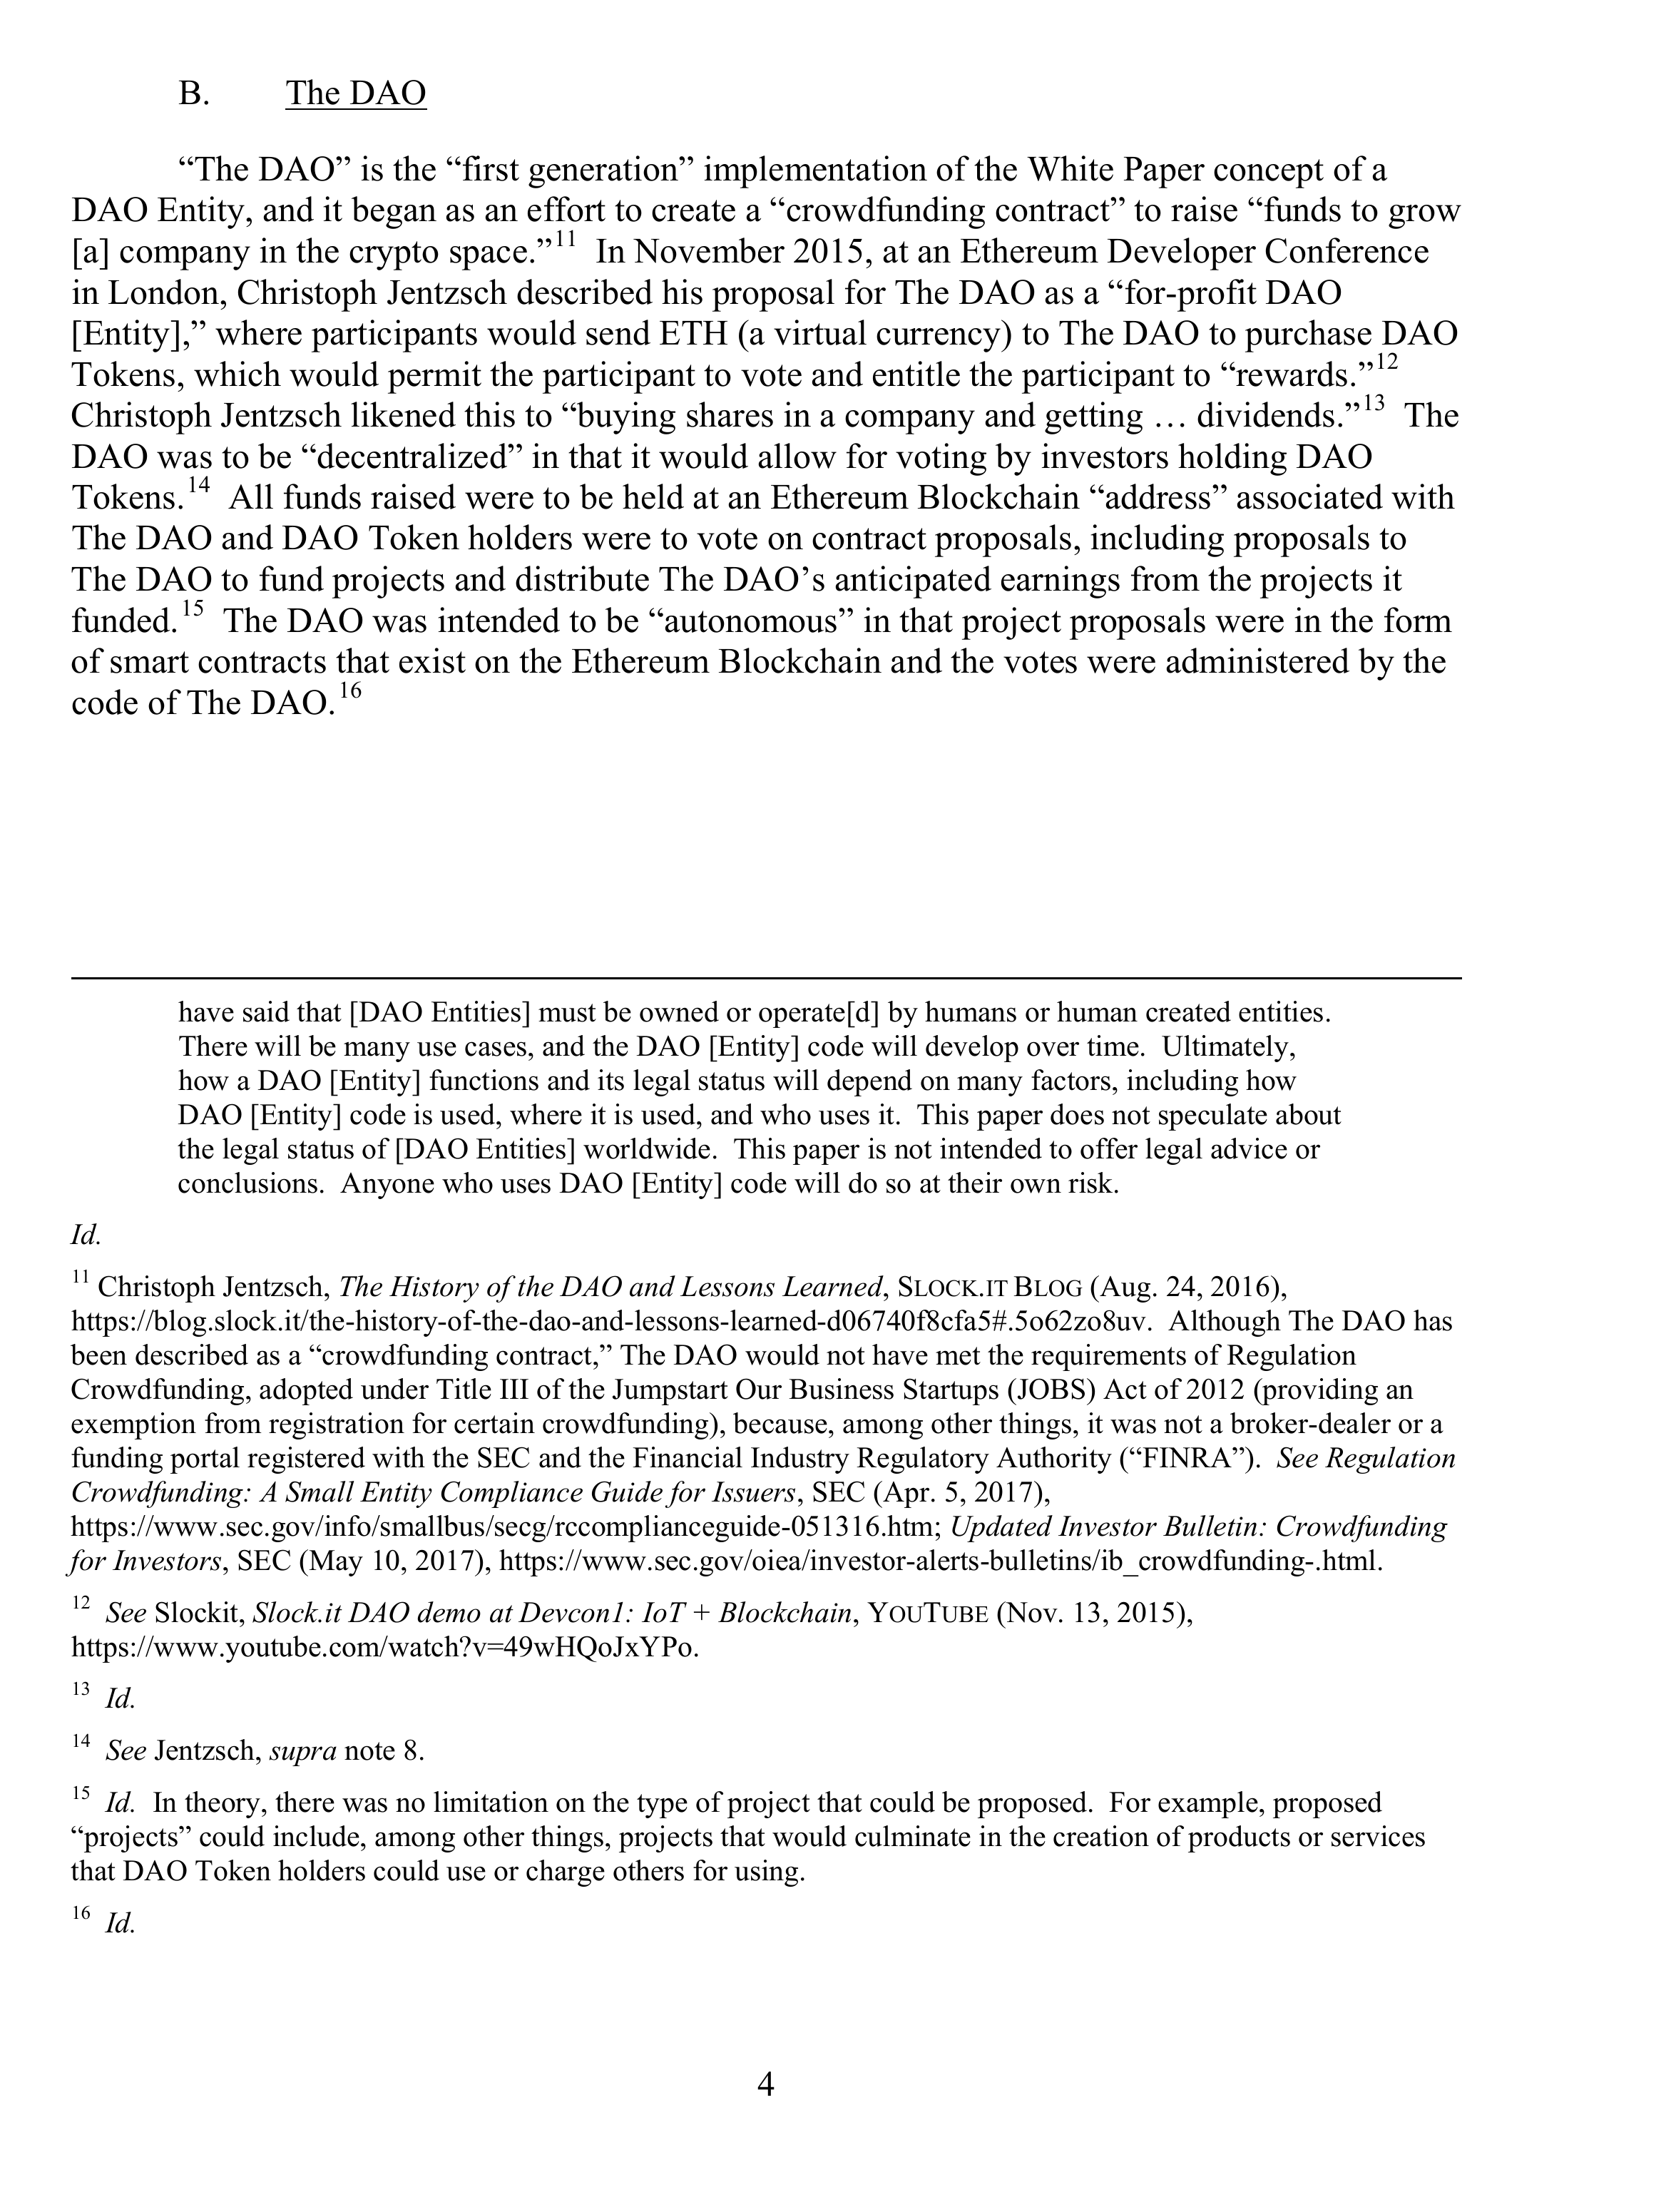 B. The DAO
“The DAO” is the “first generation” implementation of the White Paper concept of a
DAO Entity, and it began as an effort to create a “crowdfunding contract” to raise “funds to grow
[a] company in the crypto space.”11 In November 2015, at an Ethereum Developer Conference
in London, Christoph Jentzsch described his proposal for The DAO as a “for-profit DAO
[Entity],” where participants would send ETH (a virtual currency) to The DAO to purchase DAO
Tokens, which would permit the participant to vote and entitle the participant to “rewards.”12
Christoph Jentzsch likened this to “buying shares in a company and getting … dividends.”13 The
DAO was to be “decentralized” in that it would allow for voting by investors holding DAO
Tokens.14 All funds raised were to be held at an Ethereum Blockchain “address” associated with
The DAO and DAO Token holders were to vote on contract proposals, including proposals to
The DAO to fund projects and distribute The DAO’s anticipated earnings from the projects it
funded.15 The DAO was intended to be “autonomous” in that project proposals were in the form
of smart contracts that exist on the Ethereum Blockchain and the votes were administered by the
code of The DAO.16
have said that [DAO Entities] must be owned or operate[d] by humans or human created entities.
There will be many use cases, and the DAO [Entity] code will develop over time. Ultimately,
how a DAO [Entity] functions and its legal status will depend on many factors, including how
DAO [Entity] code is used, where it is used, and who uses it. This paper does not speculate about
the legal status of [DAO Entities] worldwide. This paper is not intended to offer legal advice or
conclusions. Anyone who uses DAO [Entity] code will do so at their own risk.
Id.
11 Christoph Jentzsch, The History of the DAO and Lessons Learned, SLOCK.IT BLOG (Aug. 24, 2016),
https://blog.slock.it/the-history-of-the-dao-and-lessons-learned-d06740f8cfa5#.5o62zo8uv. Although The DAO has
been described as a “crowdfunding contract,” The DAO would not have met the requirements of Regulation
Crowdfunding, adopted under Title III of the Jumpstart Our Business Startups (JOBS) Act of 2012 (providing an
exemption from registration for certain crowdfunding), because, among other things, it was not a broker-dealer or a
funding portal registered with the SEC and the Financial Industry Regulatory Authority (“FINRA”). See Regulation
Crowdfunding: A Small Entity Compliance Guide for Issuers, SEC (Apr. 5, 2017),
https://www.sec.gov/info/smallbus/secg/rccomplianceguide-051316.htm; Updated Investor Bulletin: Crowdfunding
for Investors, SEC (May 10, 2017), https://www.sec.gov/oiea/investor-alerts-bulletins/ib_crowdfunding-.html.
12 See Slockit, Slock.it DAO demo at Devcon1: IoT + Blockchain, YOUTUBE (Nov. 13, 2015),
https://www.youtube.com/watch?v=49wHQoJxYPo.
13 Id.
14 See Jentzsch, supra note 8.
15 Id. In theory, there was no limitation on the type of project that could be proposed. For example, proposed
“projects” could include, among other things, projects that would culminate in the creation of products or services
that DAO Token holders could use or charge others for using.
16 Id.
4